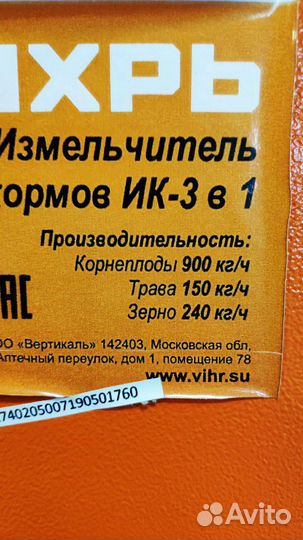 ИХРЬ
Измельчитель
кормов ИК-3 в 1
Производительность:
Корнеплоды 900 кг/ч
Трава 150 кг/ч
Зерно 240 кг/ч
ОО «Вертикаль» 142403, Московская обл,
Аптечный переулок, дом 1, помещение 78
www.vihr.su
740205007190501760
Avito